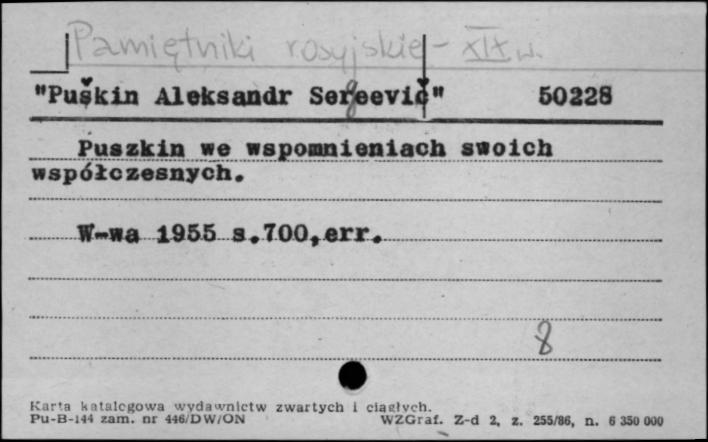 Pamiętniki rosyjskie - XIX w.
"Puškin Aleksandr Sergeevič" 50228
Puszkin we wspomnieniach swoich
współczesnych.
W-wa 1955 s.700,err.
8
Karta katalogowa wydawnictw zwartych i ciągłych.
Pu-B-144 zam. nr 446/DW/ON WZGraf. Z-d 2, z. 255/86, n. 6 350 000